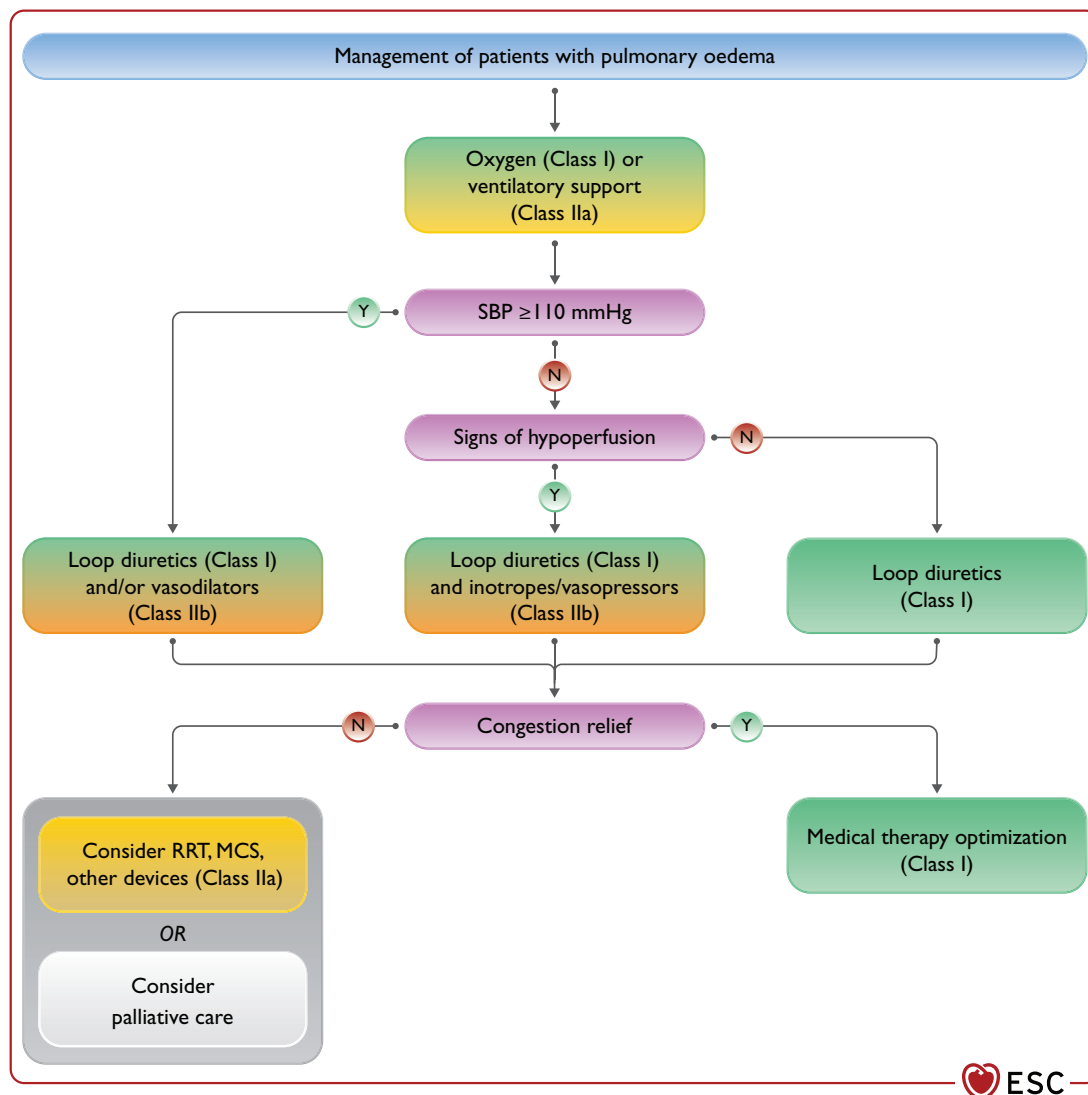 Management of patients with pulmonary oedema
Oxygen (Class I) or
ventilatory support
(Class IIa)
Y
SBP ≥110 mmHg
N
Signs of hypoperfusion
N
Y
Loop diuretics (Class I)
and/or vasodilators
(Class IIb)
Loop diuretics (Class I)
and inotropes/vasopressors
(Class IIb)
Loop diuretics
(Class I)
N
Congestion relief
Y
Consider RRT, MCS,
other devices (Class IIa)
OR
Consider
palliative care
Medical therapy optimization
(Class I)
ESC